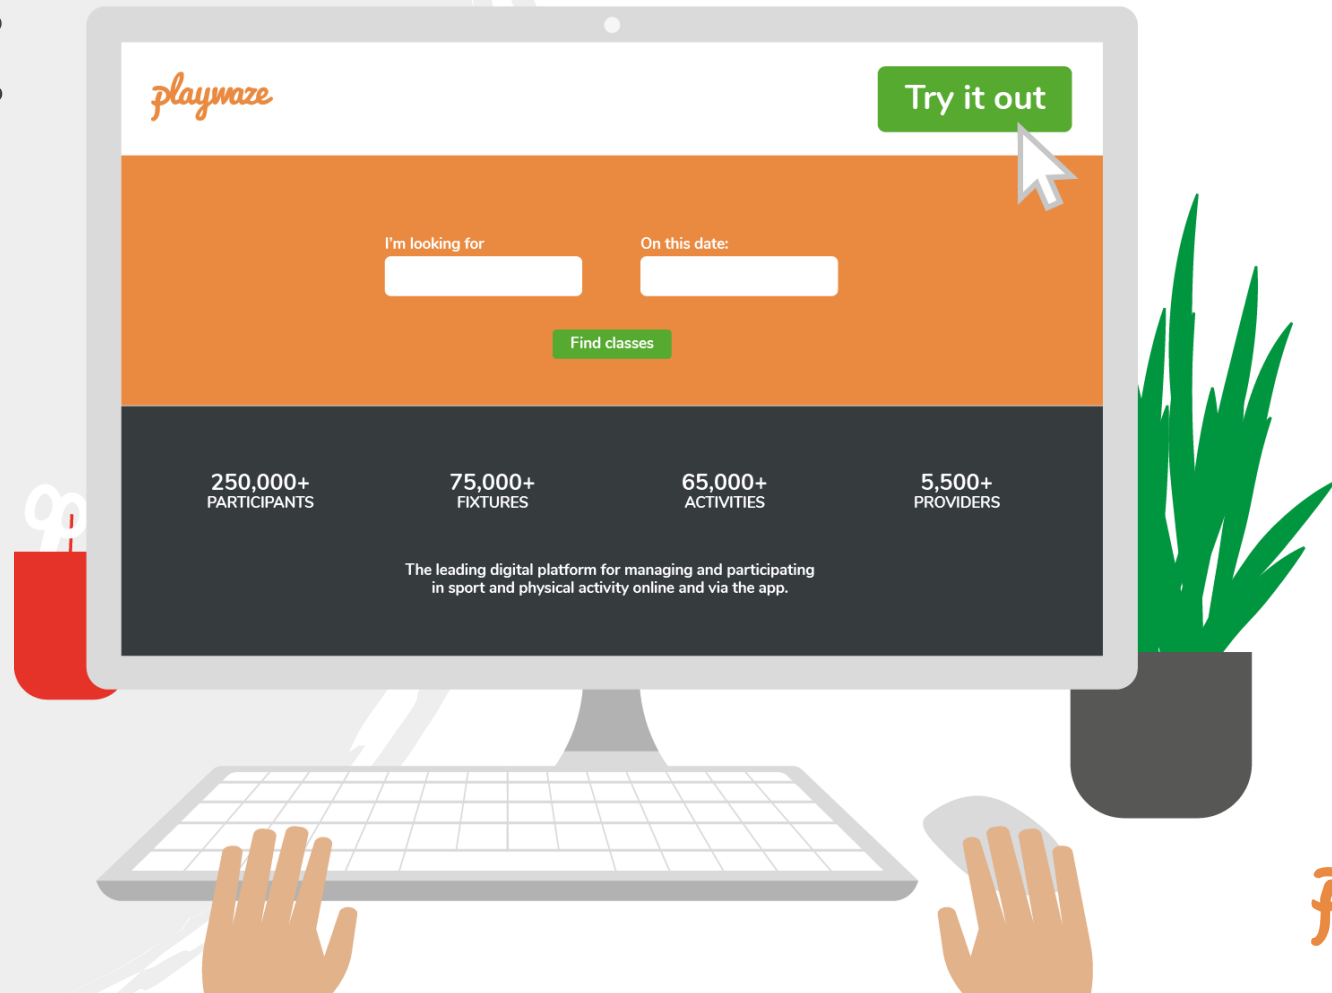 playwaze
Try it out
I'm looking for
On this date:
Find classes
250,000+
PARTICIPANTS
75,000+
FIXTURES
65,000+
ACTIVITIES
5,500+
PROVIDERS
The leading digital platform for managing and participating
in sport and physical activity online and via the app.